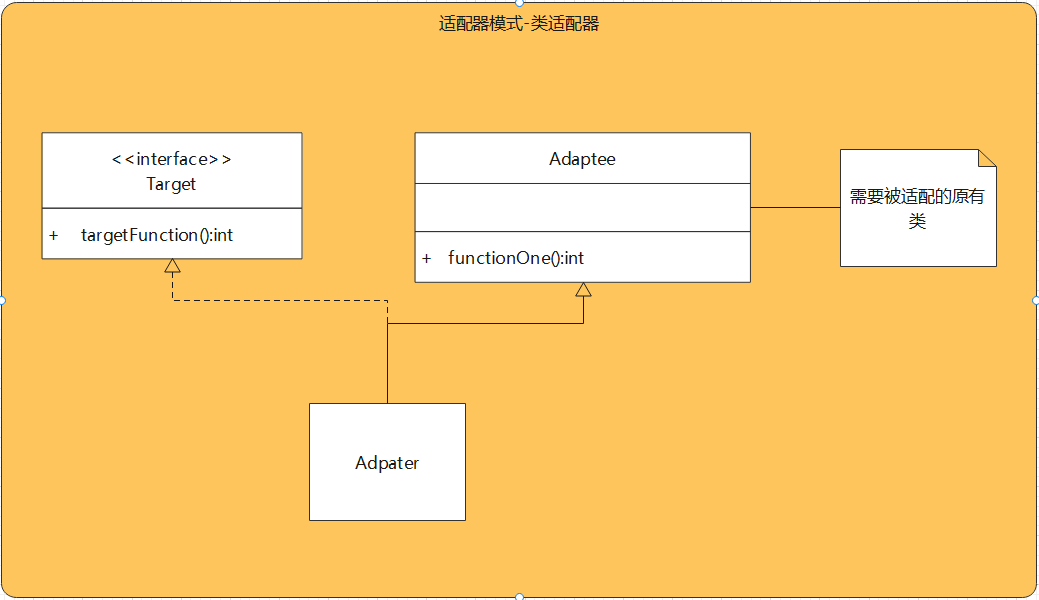 适配器模式-类适配器
<<interface>>
Target
+ targetFunction():int
Adaptee
+ functionOne():int
需要被适配的原有
类
Adpater